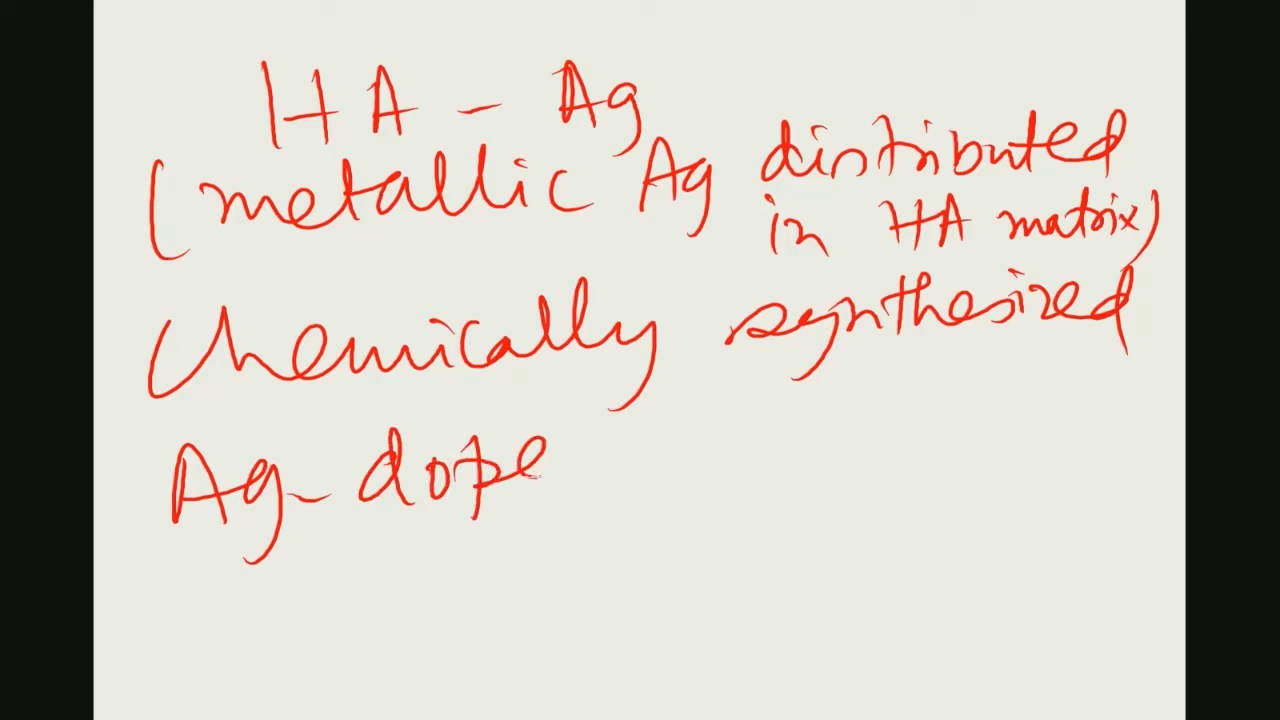 HA - Ag
(metallic Ag distributed
in HA matrix)
chemically synthesized
Ag-dope